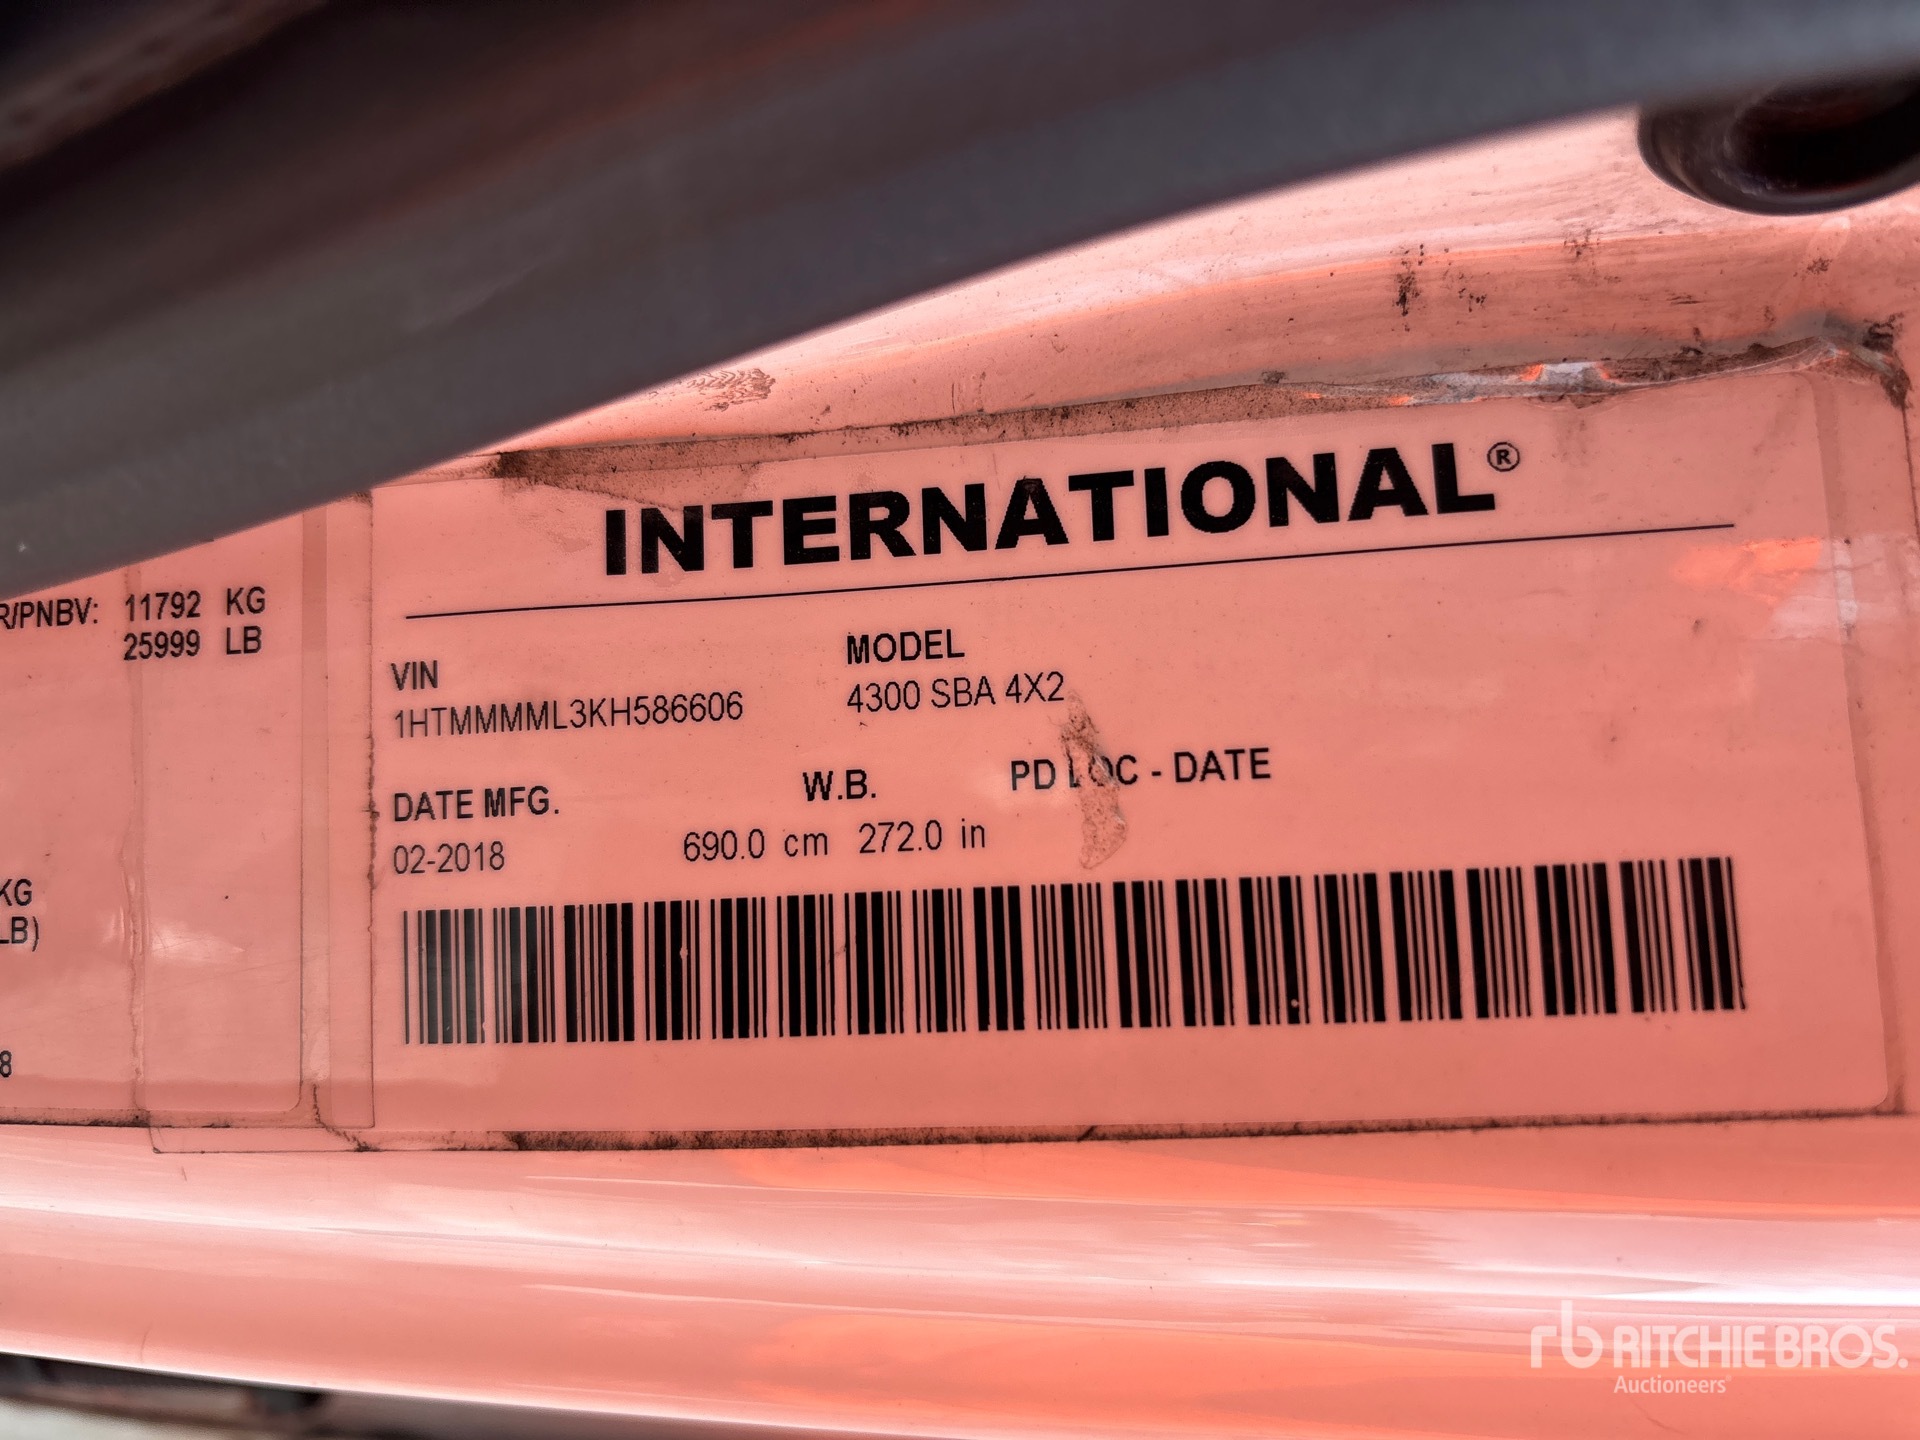 INTERNATIONAL®
R/PNBV: 11792 KG
25999 LB
VIN
1HTMMMML3KH586606
MODEL
4300 SBA 4X2
DATE MFG.
02-2018
W.B.
690.0 cm 272.0 in
PD LOC - DATE
KG
LB)
8
rb RITCHIE BROS.
Auctioneers